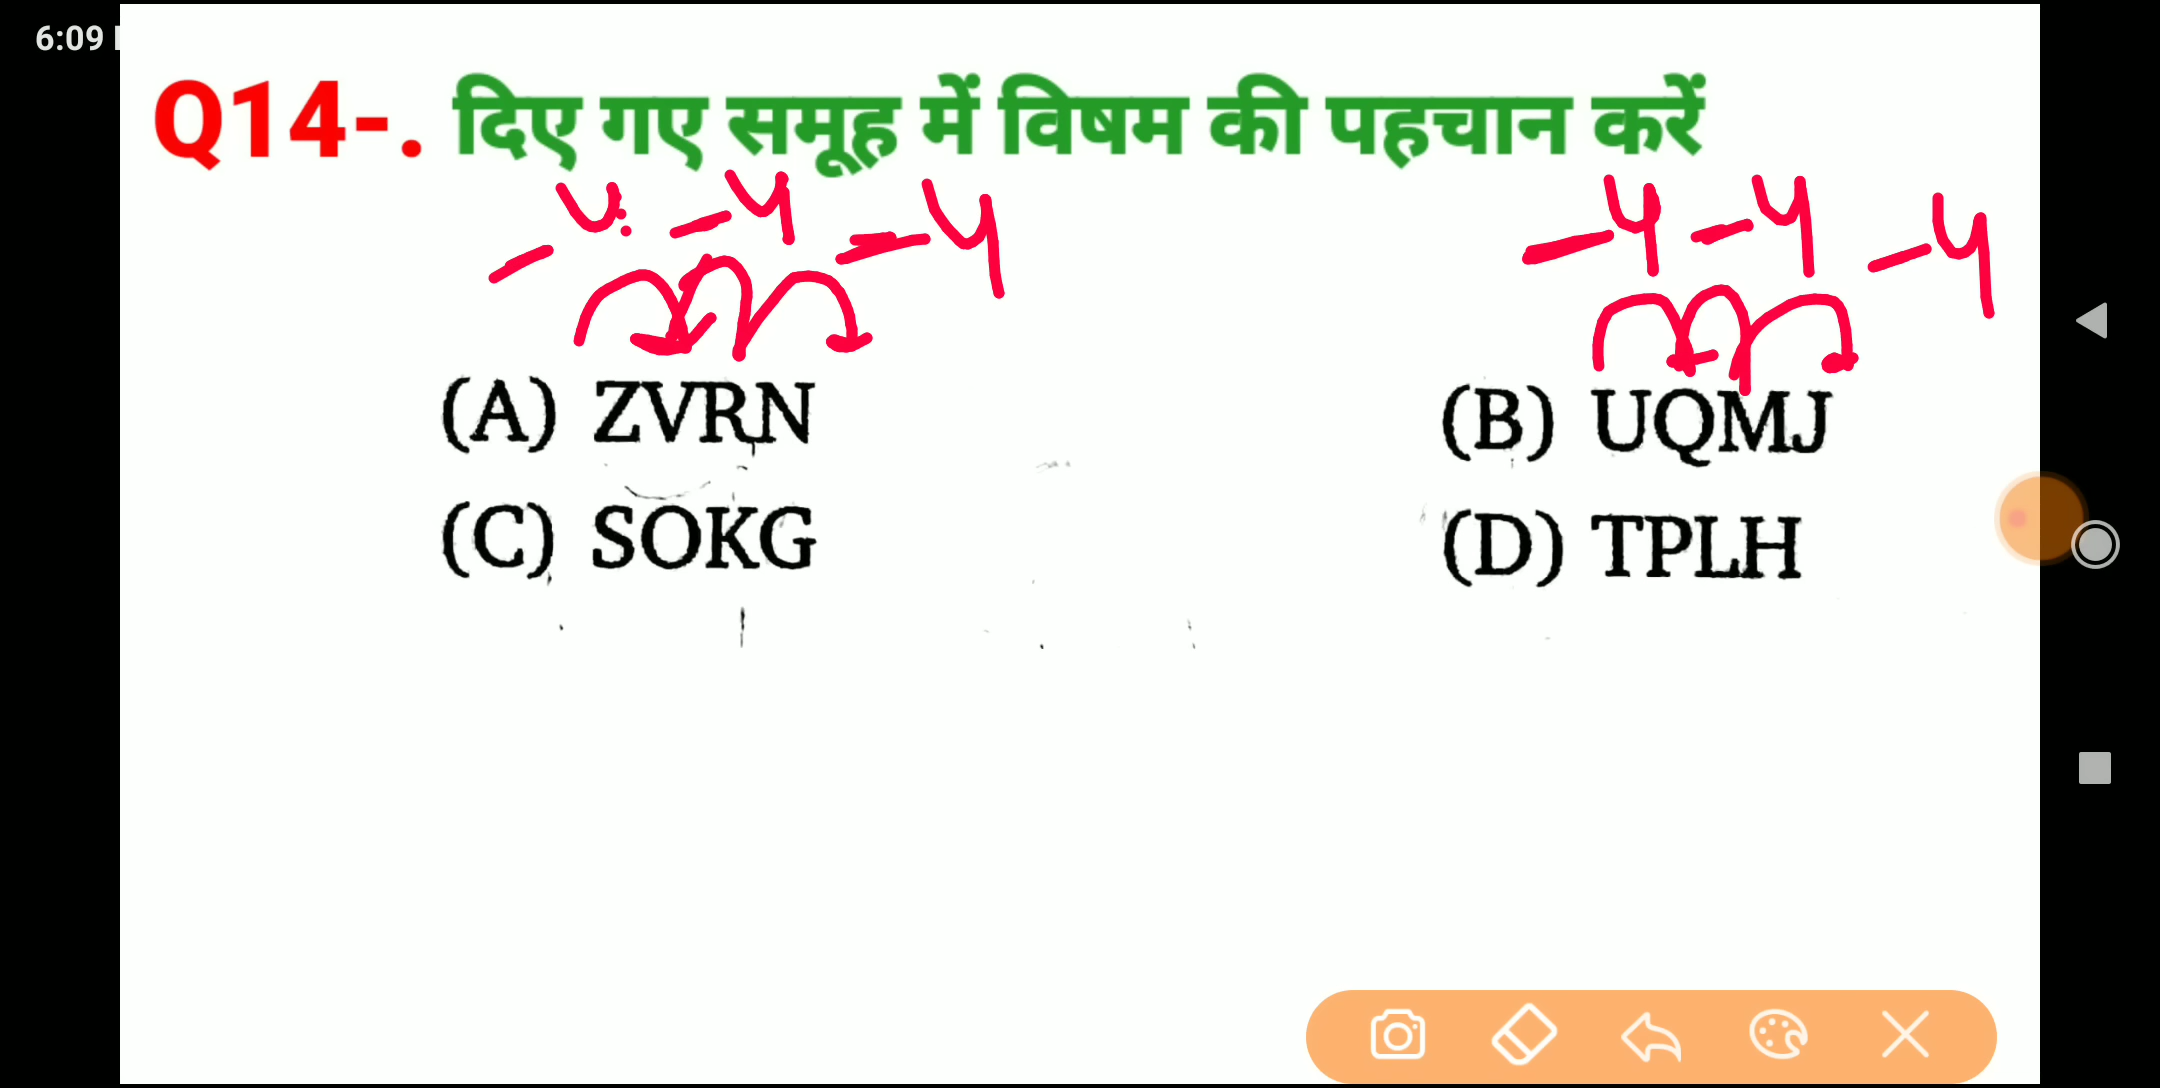 6:09
Q14-. दिए गए समूह में विषम की पहचान करें
-4 -4 -4 -4 -4 -4
(A) ZVRN (B) UQMJ
(C) SOKG (D) TPLH